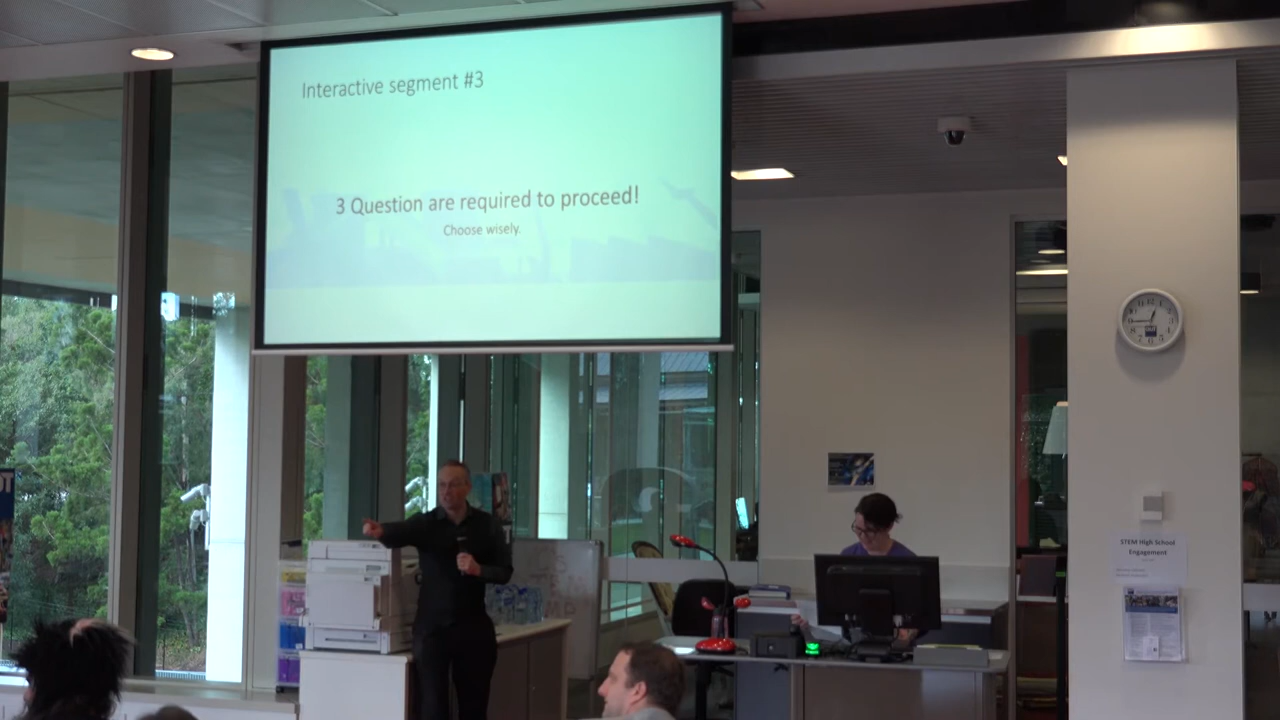 Interactive segment #3
3 Question are required to proceed!
Choose wisely.
STEM High School
Engagement